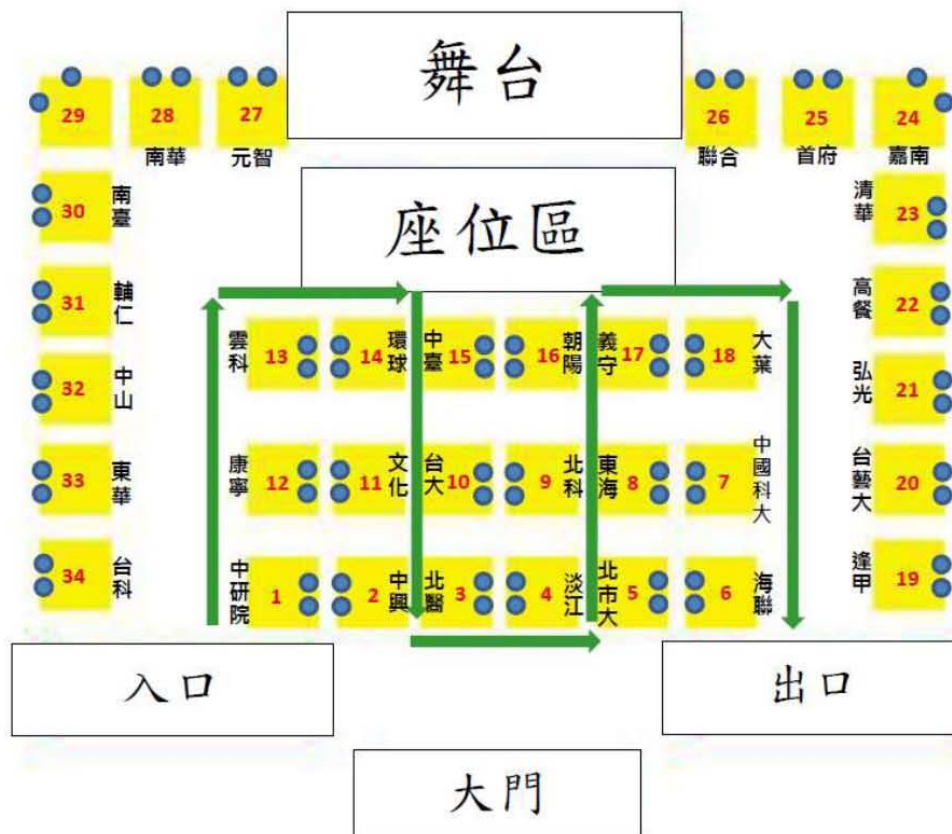 舞台
29
28
27
26
25
24
南華
元智
聯合
首府
嘉南
座位區
30
南臺
清華
23
31
輔仁
高餐
22
雲科
13
14
環球
中臺
15
16
朝陽
義守
17
18
大葉
32
中山
弘光
21
康寧
12
11
文化
台大
10
9
北科
東海
8
7
中國科大
33
東華
台藝大
20
中研院
1
2
中興
北醫
3
4
淡江
北市大
5
6
海聯
34
台科
逢甲
19
入口
出口
大門